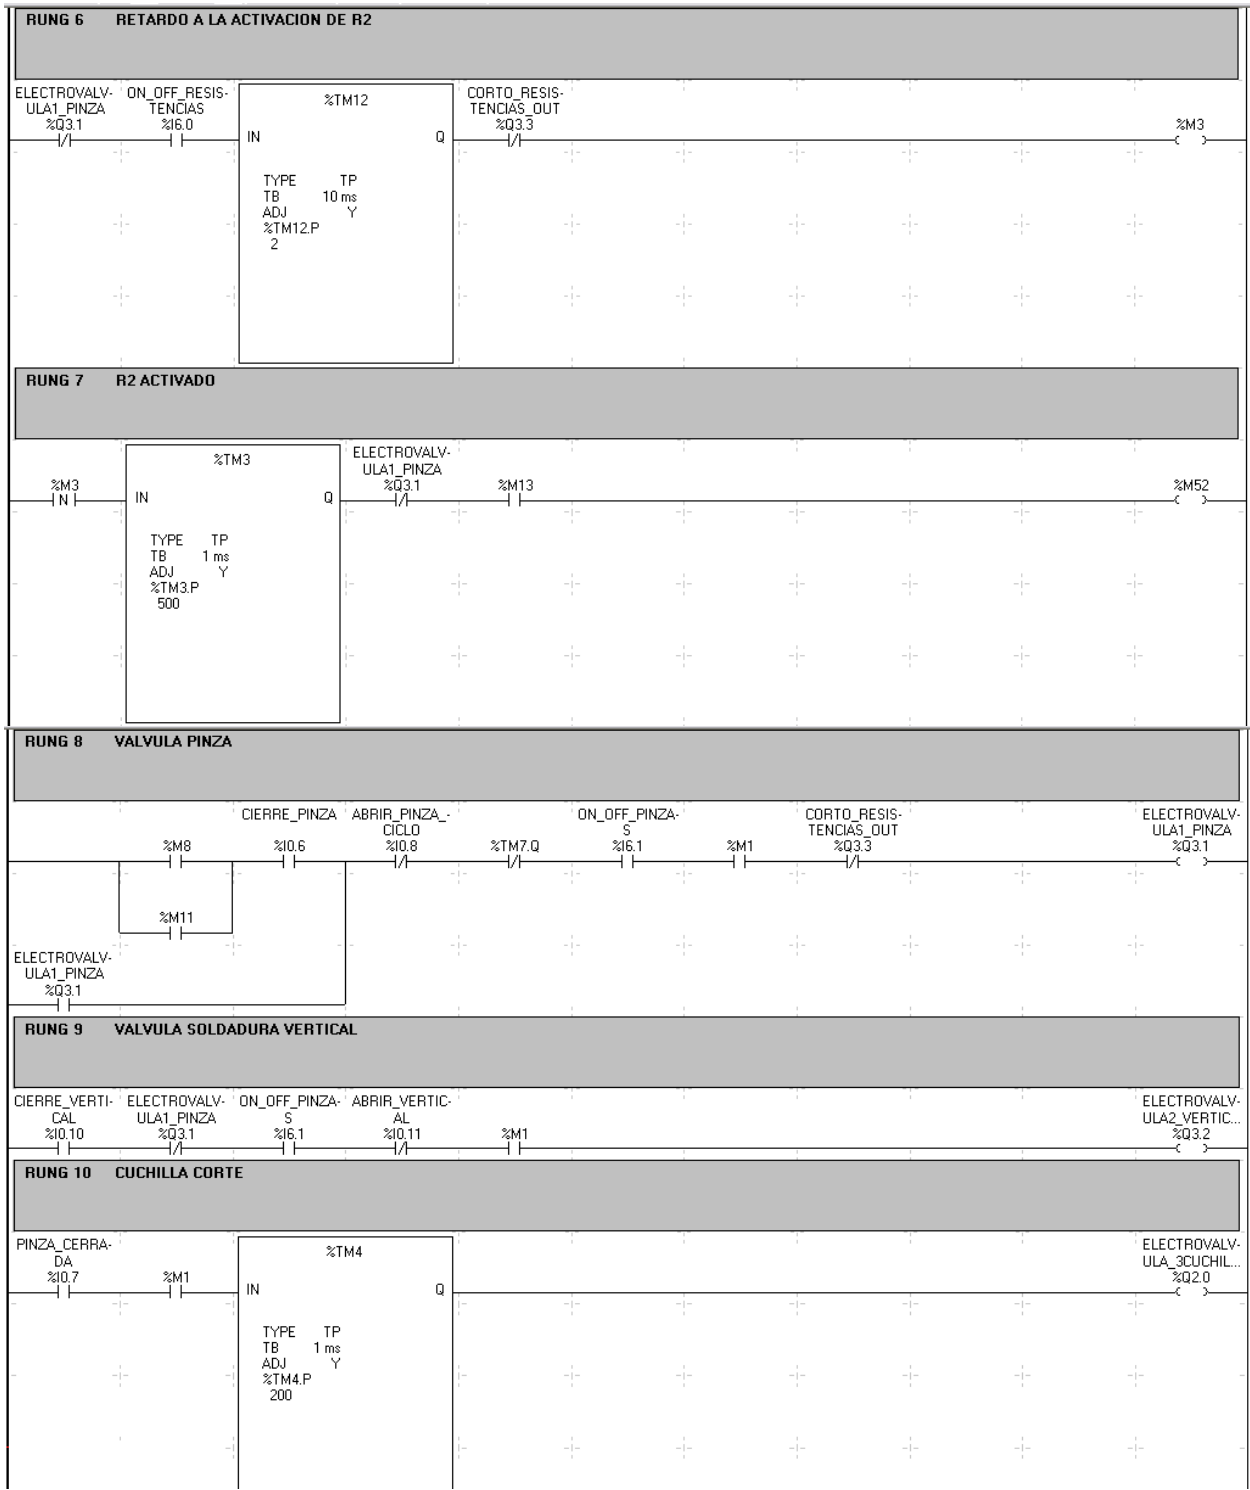 RUNG 6 RETARDO A LA ACTIVACION DE R2
ELECTROVALV- ON_OFF_RESIS- CORTO_RESIS-
ULA1_PINZA TENCIAS %TM12 TENCIAS_OUT
%Q3.1 %I6.0 %Q3.3 %M3
IN Q
TYPE TP
TB 10 ms
ADJ Y
%TM12.P
2
RUNG 7 R2 ACTIVADO
%TM3 ELECTROVALV-
ULA1_PINZA
%M3 %Q3.1 %M13 %M52
N IN Q
TYPE TP
TB 1 ms
ADJ Y
%TM3.P
500
RUNG 8 VALVULA PINZA
CIERRE_PINZA ABRIR_PINZA_- ON_OFF_PINZA- CORTO_RESIS- ELECTROVALV-
CICLO S TENCIAS_OUT ULA1_PINZA
%M8 %I0.6 %I0.8 %TM7.Q %I6.1 %M1 %Q3.3 %Q3.1
%M11
ELECTROVALV-
ULA1_PINZA
%Q3.1
RUNG 9 VALVULA SOLDADURA VERTICAL
CIERRE_VERTI- ELECTROVALV- ON_OFF_PINZA- ABRIR_VERTIC- ELECTROVALV-
CAL ULA1_PINZA S AL ULA2_VERTIC...
%I0.10 %Q3.1 %I6.1 %I0.11 %M1 %Q3.2
RUNG 10 CUCHILLA CORTE
PINZA_CERRA- %TM4 ELECTROVALV-
DA ULA_3CUCHIL...
%I0.7 %M1 %Q2.0
IN Q
TYPE TP
TB 1 ms
ADJ Y
%TM4.P
200